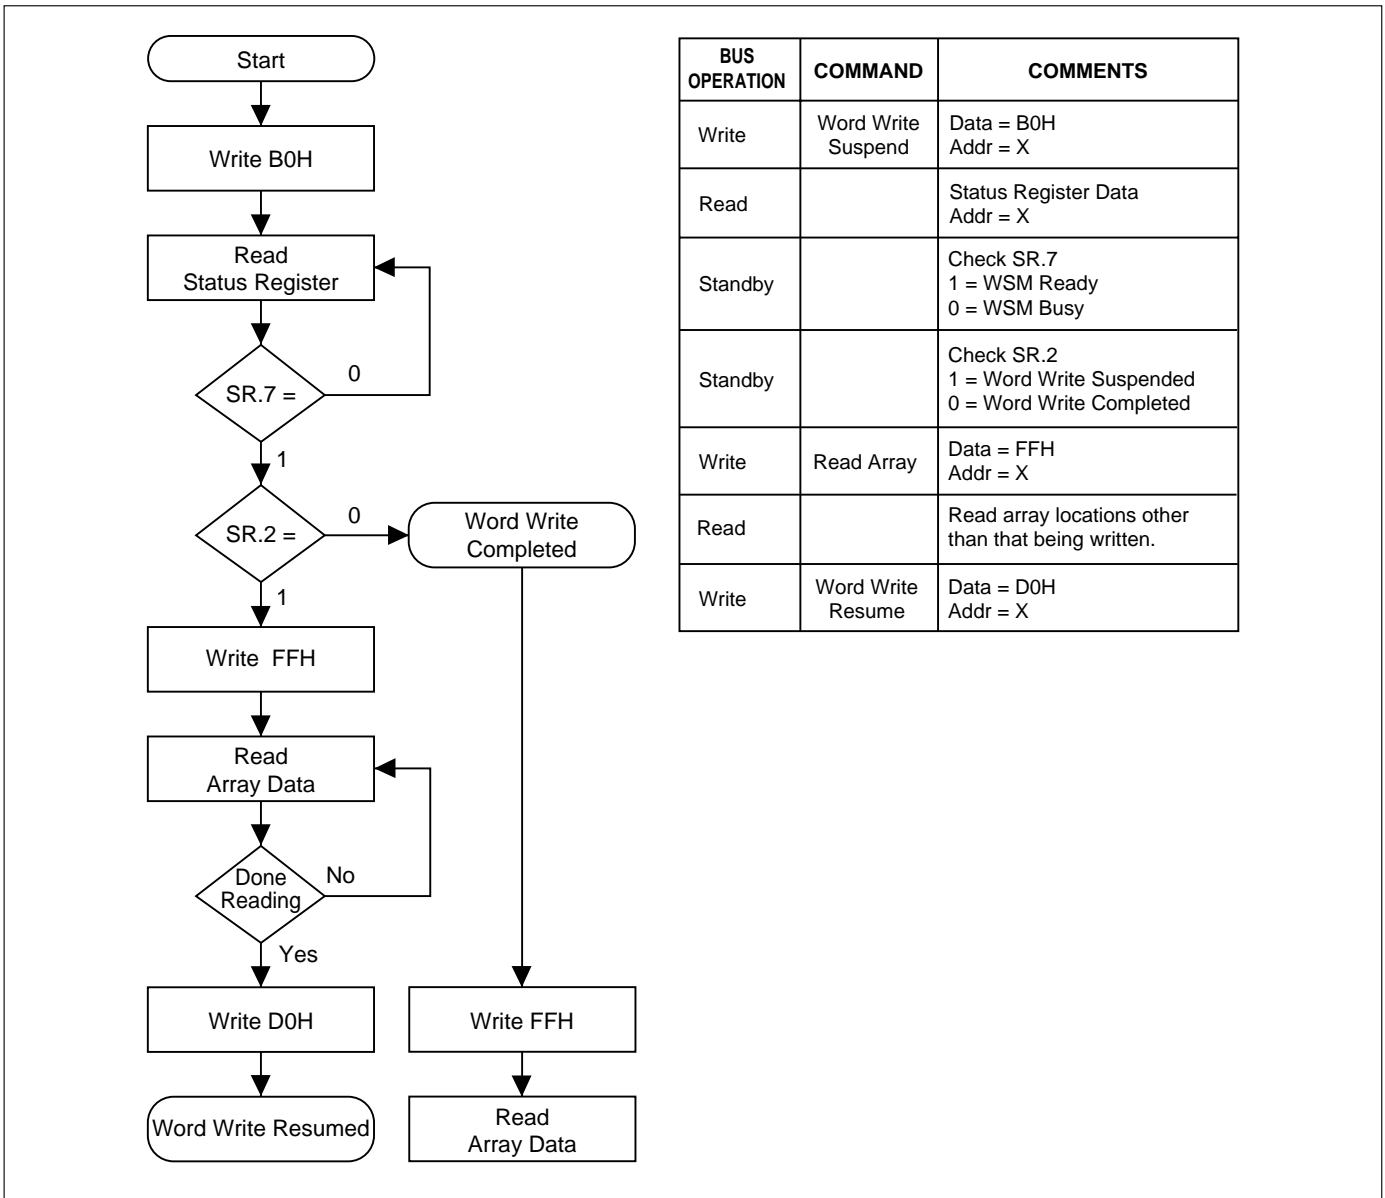 Start
Write B0H
Read
Status Register
SR.7 =
0
1
SR.2 =
0
1
Word Write
Completed
Write FFH
Read
Array Data
Done
Reading
No
Yes
Write D0H
Word Write Resumed
Write FFH
Read
Array Data
BUS
OPERATION
COMMAND
COMMENTS
Write
Word Write
Suspend
Data = B0H
Addr = X
Read
Status Register Data
Addr = X
Standby
Check SR.7
1 = WSM Ready
0 = WSM Busy
Standby
Check SR.2
1 = Word Write Suspended
0 = Word Write Completed
Write
Read Array
Data = FFH
Addr = X
Read
Read array locations other
than that being written.
Write
Word Write
Resume
Data = D0H
Addr = X